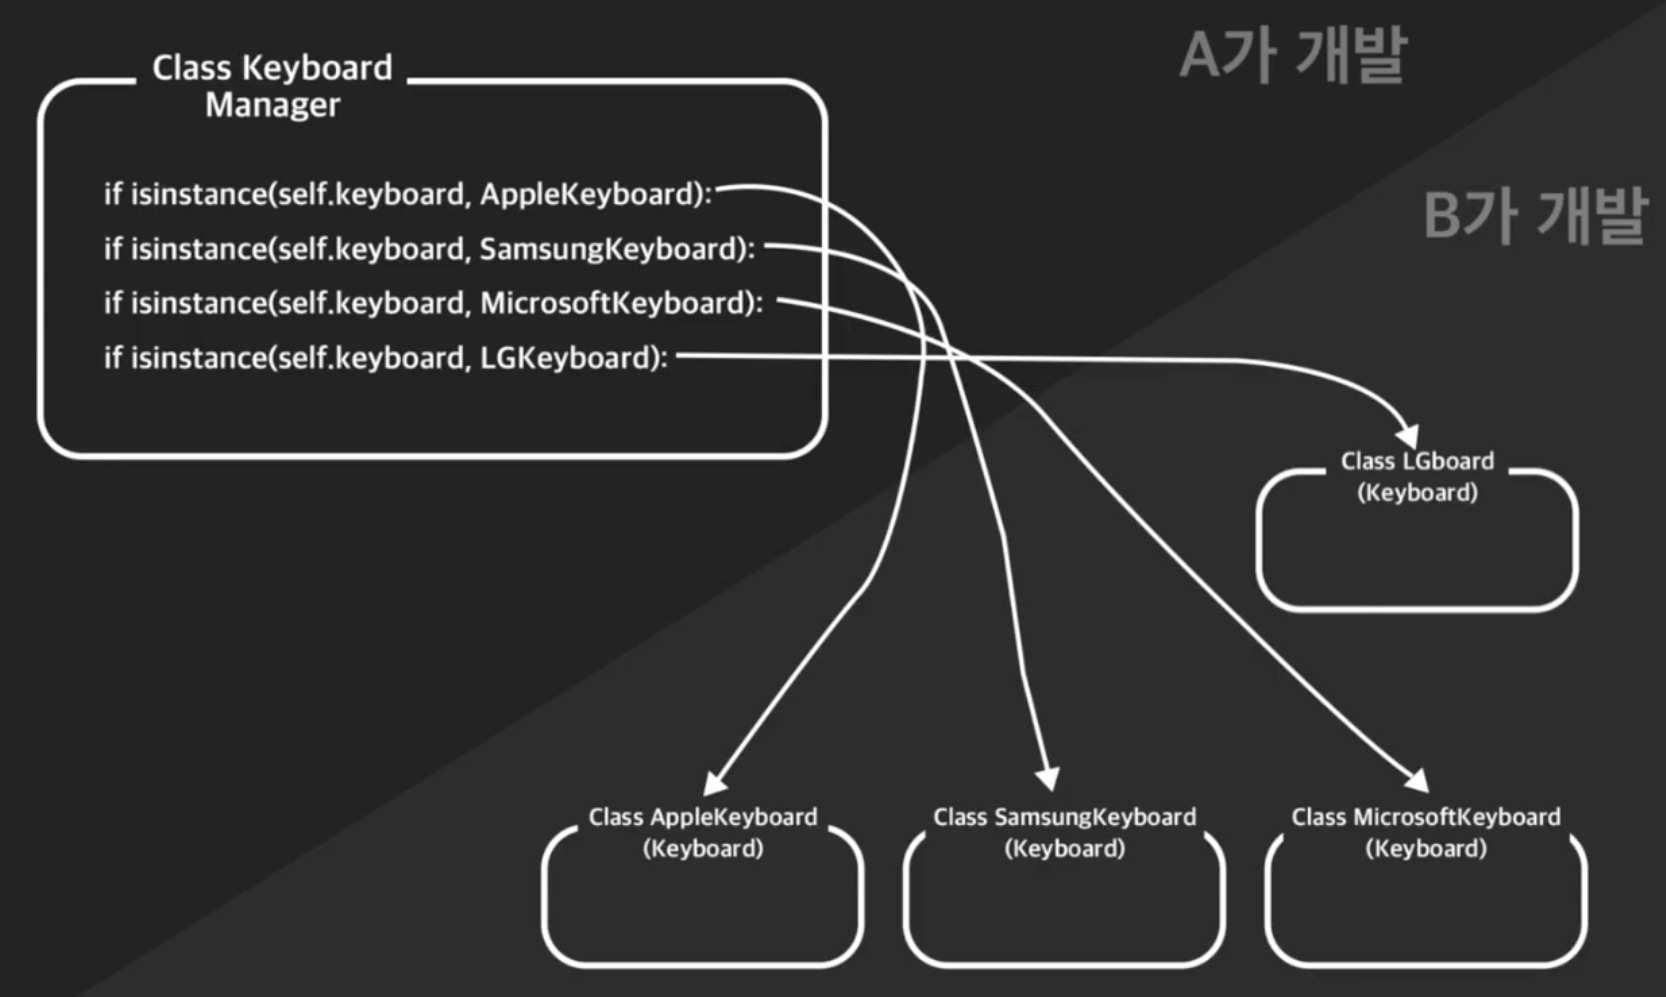 Class Keyboard
Manager
A가 개발
B가 개발
if isinstance(self.keyboard, AppleKeyboard):
if isinstance(self.keyboard, SamsungKeyboard):
if isinstance(self.keyboard, MicrosoftKeyboard):
if isinstance(self.keyboard, LGKeyboard):
Class LGboard
(Keyboard)
Class AppleKeyboard
(Keyboard)
Class SamsungKeyboard
(Keyboard)
Class MicrosoftKeyboard
(Keyboard)